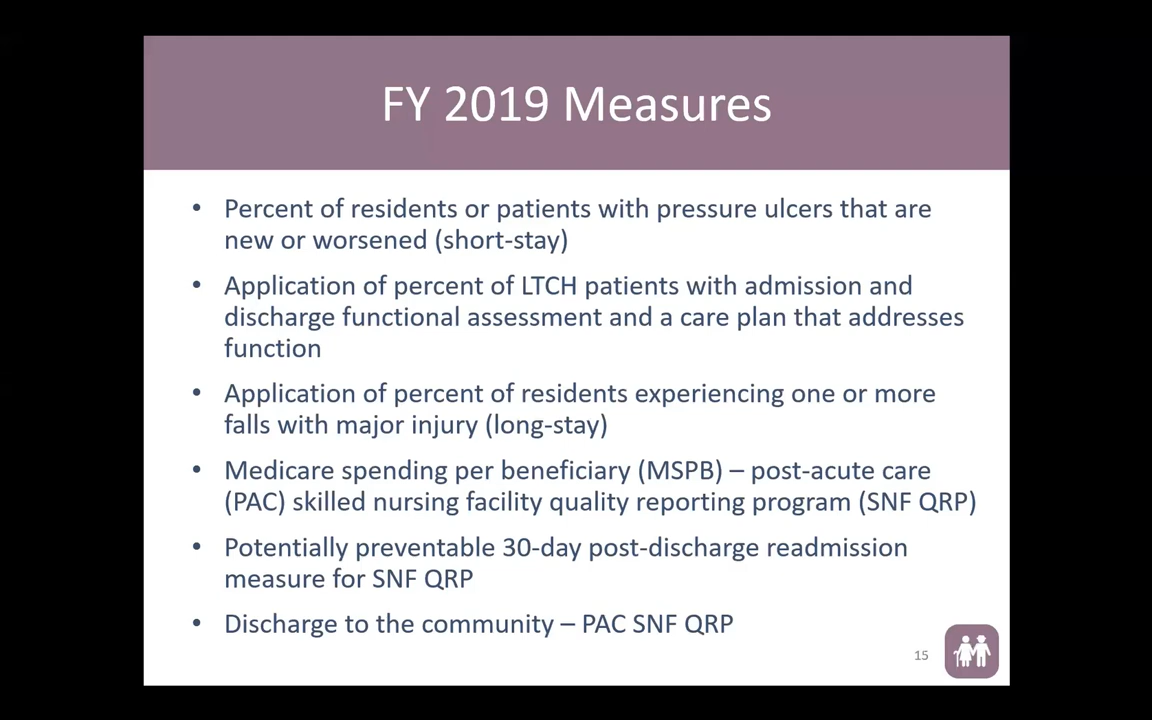 FY 2019 Measures
• Percent of residents or patients with pressure ulcers that are
new or worsened (short-stay)
• Application of percent of LTCH patients with admission and
discharge functional assessment and a care plan that addresses
function
• Application of percent of residents experiencing one or more
falls with major injury (long-stay)
• Medicare spending per beneficiary (MSPB) – post-acute care
(PAC) skilled nursing facility quality reporting program (SNF QRP)
• Potentially preventable 30-day post-discharge readmission
measure for SNF QRP
• Discharge to the community – PAC SNF QRP
15